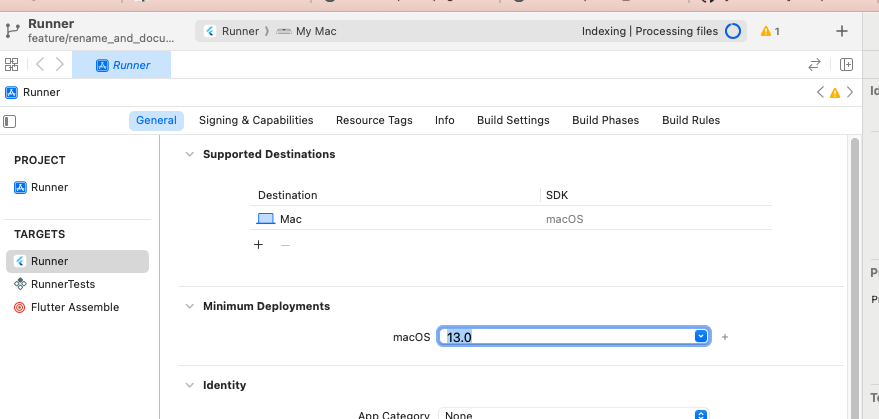 Runner
feature/rename_and_docu...
Runner 〉 My Mac
Indexing | Processing files
1
Runner
Runner
General Signing & Capabilities Resource Tags Info Build Settings Build Phases Build Rules
PROJECT
Runner
TARGETS
Runner
RunnerTests
Flutter Assemble
Supported Destinations
Destination SDK
Mac macOS
+ —
Minimum Deployments
macOS 13.0 +
Identity
App Category None